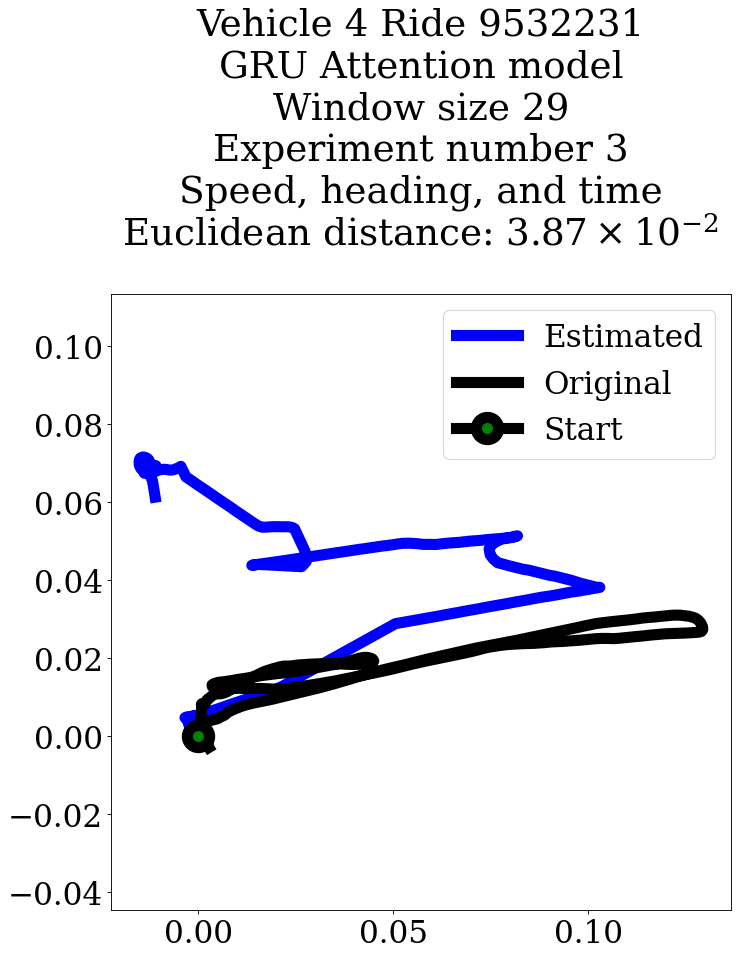 Vehicle 4 Ride 9532231
GRU Attention model
Window size 29
Experiment number 3
Speed, heading, and time
Euclidean distance: 3.87 × 10⁻²
Estimated
Original
Start
0.10
0.08
0.06
0.04
0.02
0.00
−0.02
−0.04
0.00 0.05 0.10